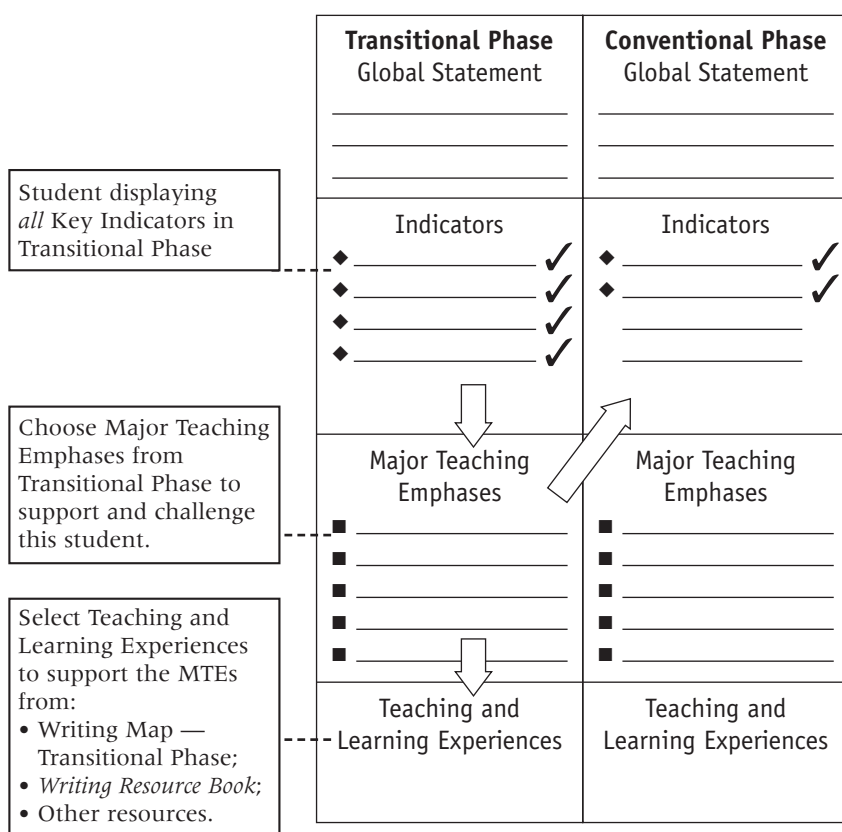 Transitional Phase
Global Statement
Conventional Phase
Global Statement
Student displaying
all Key Indicators in
Transitional Phase
Indicators
Indicators
Choose Major Teaching
Emphases from
Transitional Phase to
support and challenge
this student.
Major Teaching
Emphases
Major Teaching
Emphases
Select Teaching and
Learning Experiences
to support the MTEs
from:
• Writing Map —
Transitional Phase;
• Writing Resource Book;
• Other resources.
Teaching and
Learning Experiences
Teaching and
Learning Experiences